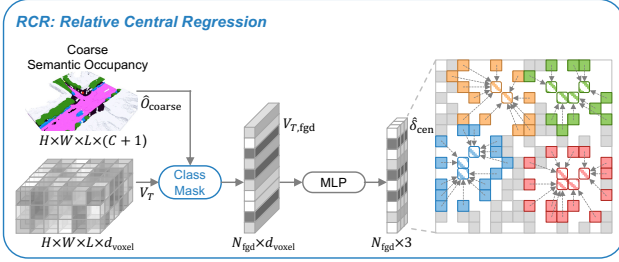 RCR: Relative Central Regression
Coarse
Semantic Occupancy
Ô_coarse
H×W×L×(C + 1)
V_T
Class
Mask
H×W×L×d_voxel
V_T,fgd
N_fgd×d_voxel
MLP
δ̂_cen
N_fgd×3